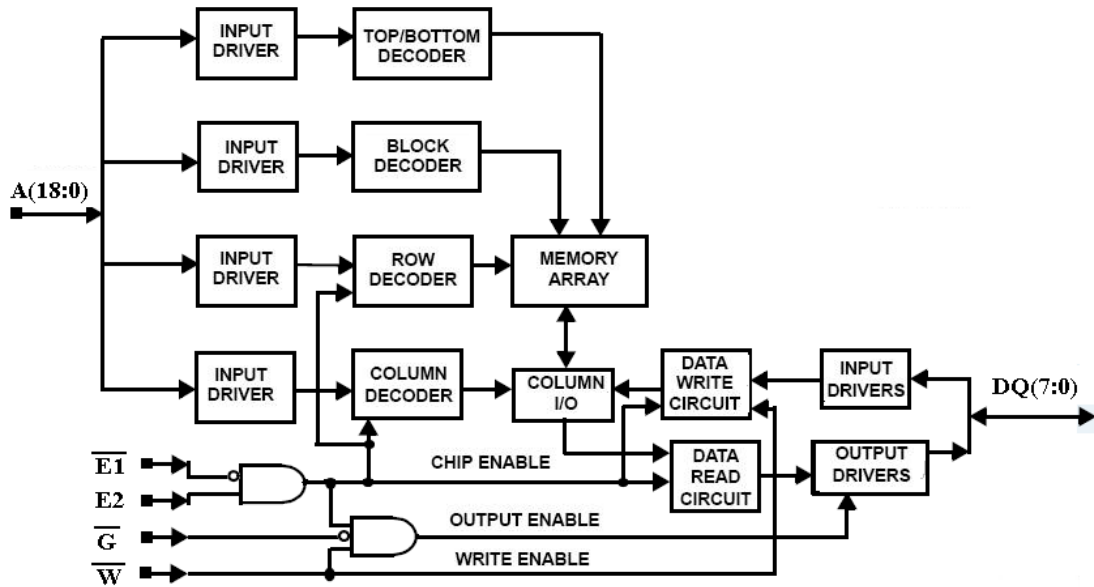 INPUT
DRIVER
TOP/BOTTOM
DECODER
INPUT
DRIVER
BLOCK
DECODER
A(18:0)
INPUT
DRIVER
ROW
DECODER
MEMORY
ARRAY
INPUT
DRIVER
COLUMN
DECODER
COLUMN
I/O
DATA
WRITE
CIRCUIT
INPUT
DRIVERS
DQ(7:0)
E1
CHIP ENABLE
DATA
READ
CIRCUIT
OUTPUT
DRIVERS
E2
G
OUTPUT ENABLE
W
WRITE ENABLE